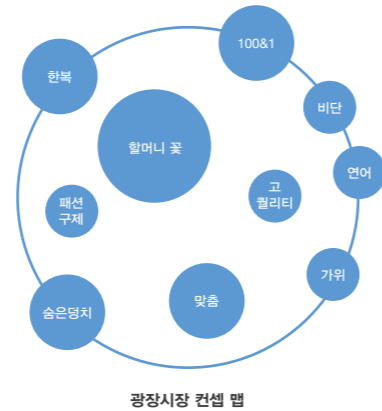 100&1
한복
비단
할머니 꽃
연어
고
퀄리티
패션
구제
가위
맞춤
숨은덩치
광장시장 컨셉 맵